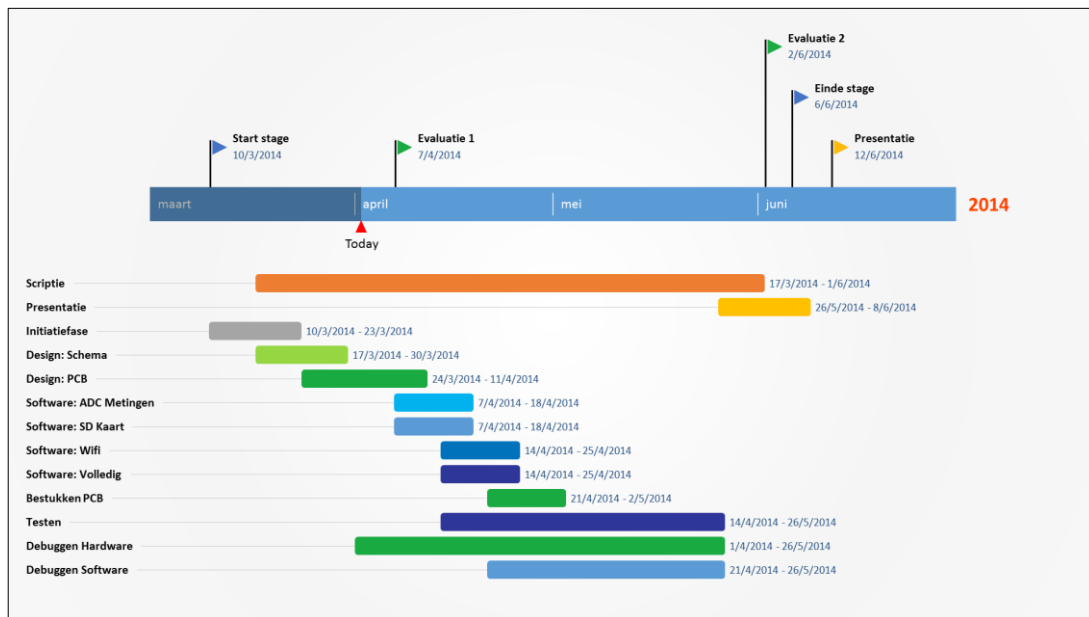 Evaluatie 2
2/6/2014
Einde stage
6/6/2014
Start stage
10/3/2014
Evaluatie 1
7/4/2014
Presentatie
12/6/2014
maart april mei juni 2014
Today
Scriptie 17/3/2014 - 1/6/2014
Presentatie 26/5/2014 - 8/6/2014
Initiatiefase 10/3/2014 - 23/3/2014
Design: Schema 17/3/2014 - 30/3/2014
Design: PCB 24/3/2014 - 11/4/2014
Software: ADC Metingen 7/4/2014 - 18/4/2014
Software: SD Kaart 7/4/2014 - 18/4/2014
Software: Wifi 14/4/2014 - 25/4/2014
Software: Volledig 14/4/2014 - 25/4/2014
Bestukken PCB 21/4/2014 - 2/5/2014
Testen 14/4/2014 - 26/5/2014
Debuggen Hardware 1/4/2014 - 26/5/2014
Debuggen Software 21/4/2014 - 26/5/2014